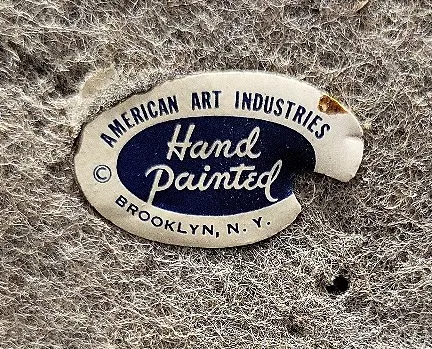 AMERICAN ART INDUSTRIES
Hand
Painted
©
BROOKLYN, N. Y.